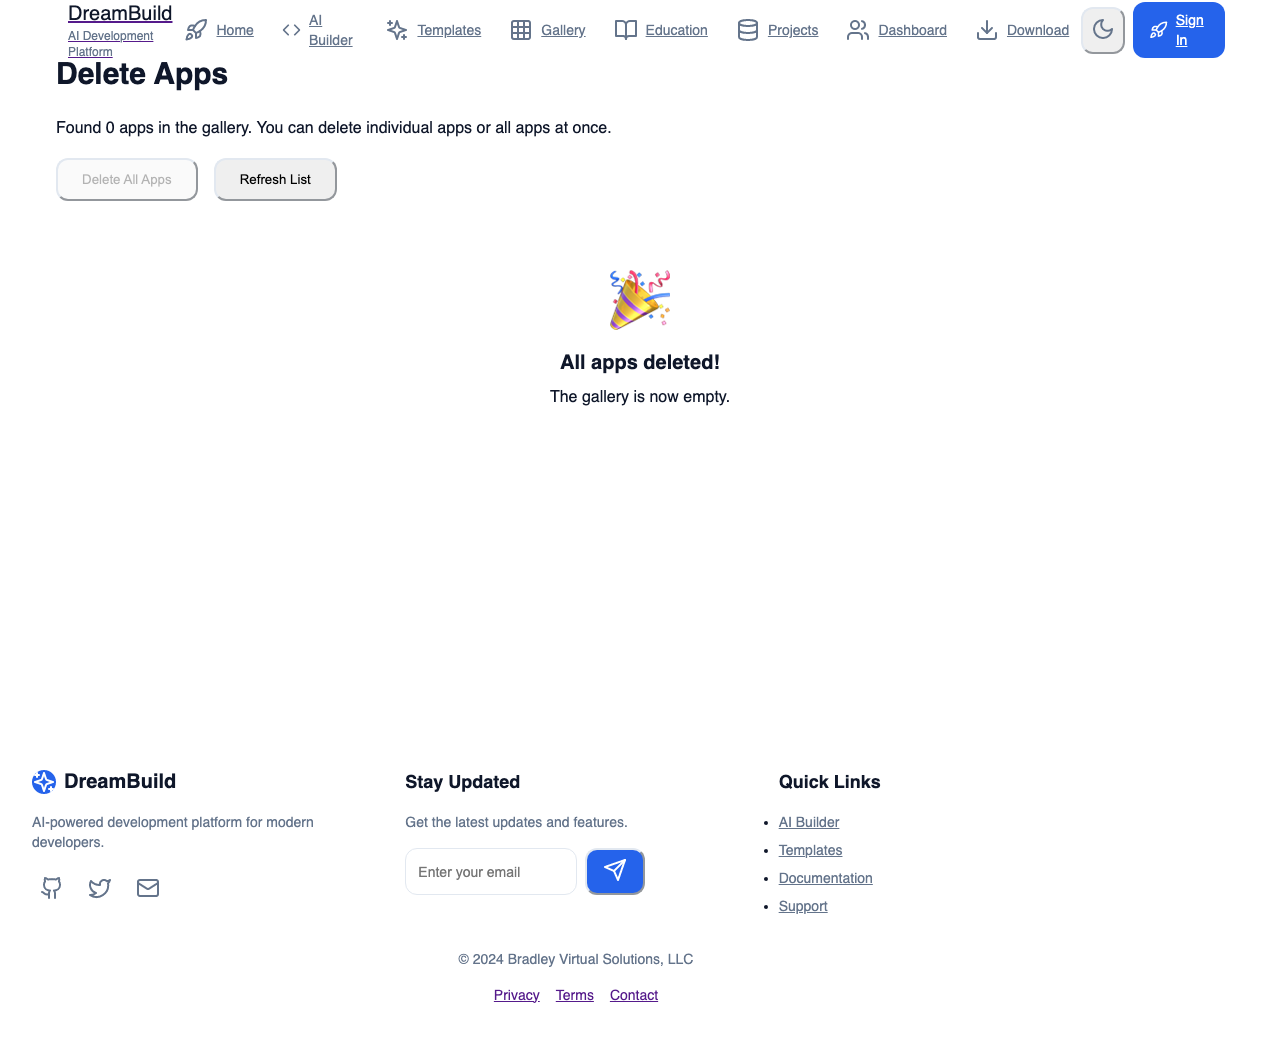 DreamBuild
AI Development
Platform
Home
AI
Builder
Templates
Gallery
Education
Projects
Dashboard
Download
Sign
In
Delete Apps
Found 0 apps in the gallery. You can delete individual apps or all apps at once.
Delete All Apps
Refresh List
All apps deleted!
The gallery is now empty.
DreamBuild
AI-powered development platform for modern
developers.
Stay Updated
Get the latest updates and features.
Enter your email
Quick Links
AI Builder
Templates
Documentation
Support
© 2024 Bradley Virtual Solutions, LLC
Privacy Terms Contact